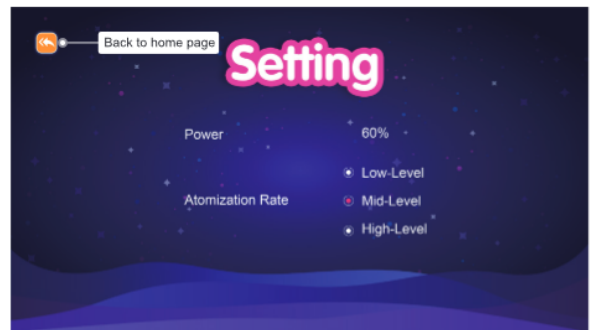 Back to home page
Setting
Power 60%
Low-Level
Atomization Rate Mid-Level
High-Level